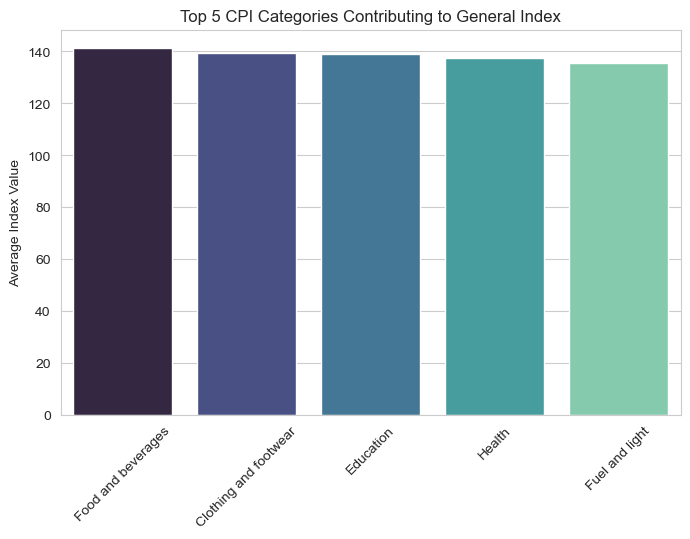 Top 5 CPI Categories Contributing to General Index
Average Index Value
140
120
100
80
60
40
20
0
Food and beverages
Clothing and footwear
Education
Health
Fuel and light